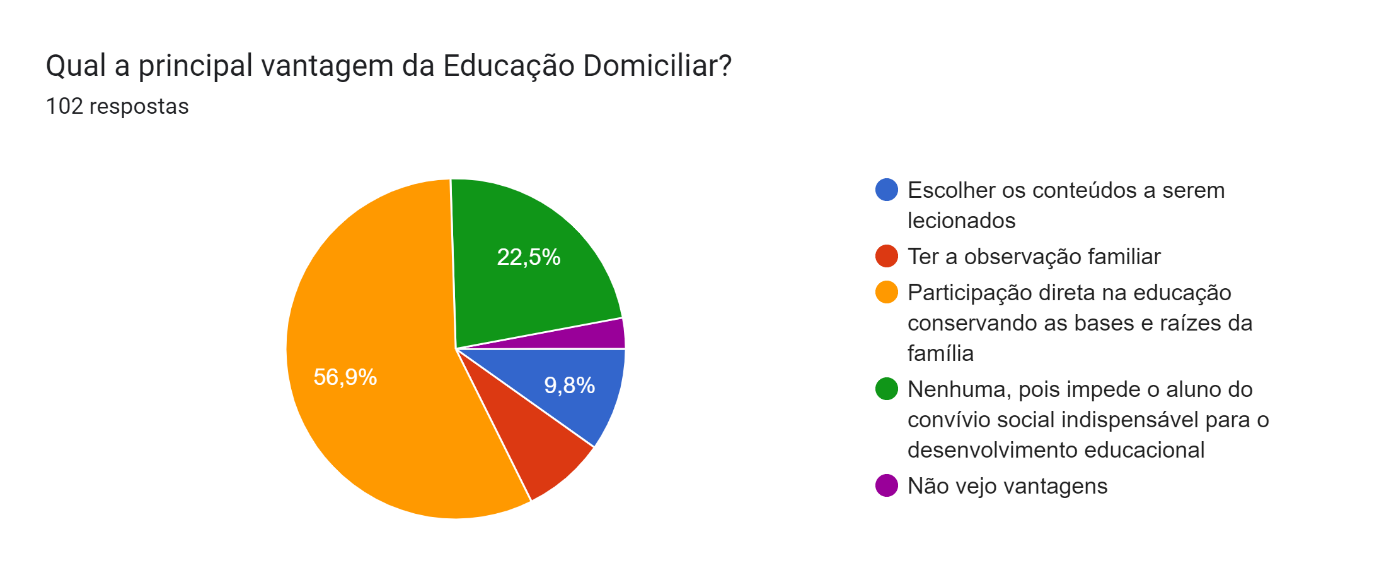 Qual a principal vantagem da Educação Domiciliar?
102 respostas
22,5%
56,9%
9,8%
Escolher os conteúdos a serem
lecionados
Ter a observação familiar
Participação direta na educação
conservando as bases e raízes da
família
Nenhuma, pois impede o aluno do
convívio social indispensável para o
desenvolvimento educacional
Não vejo vantagens